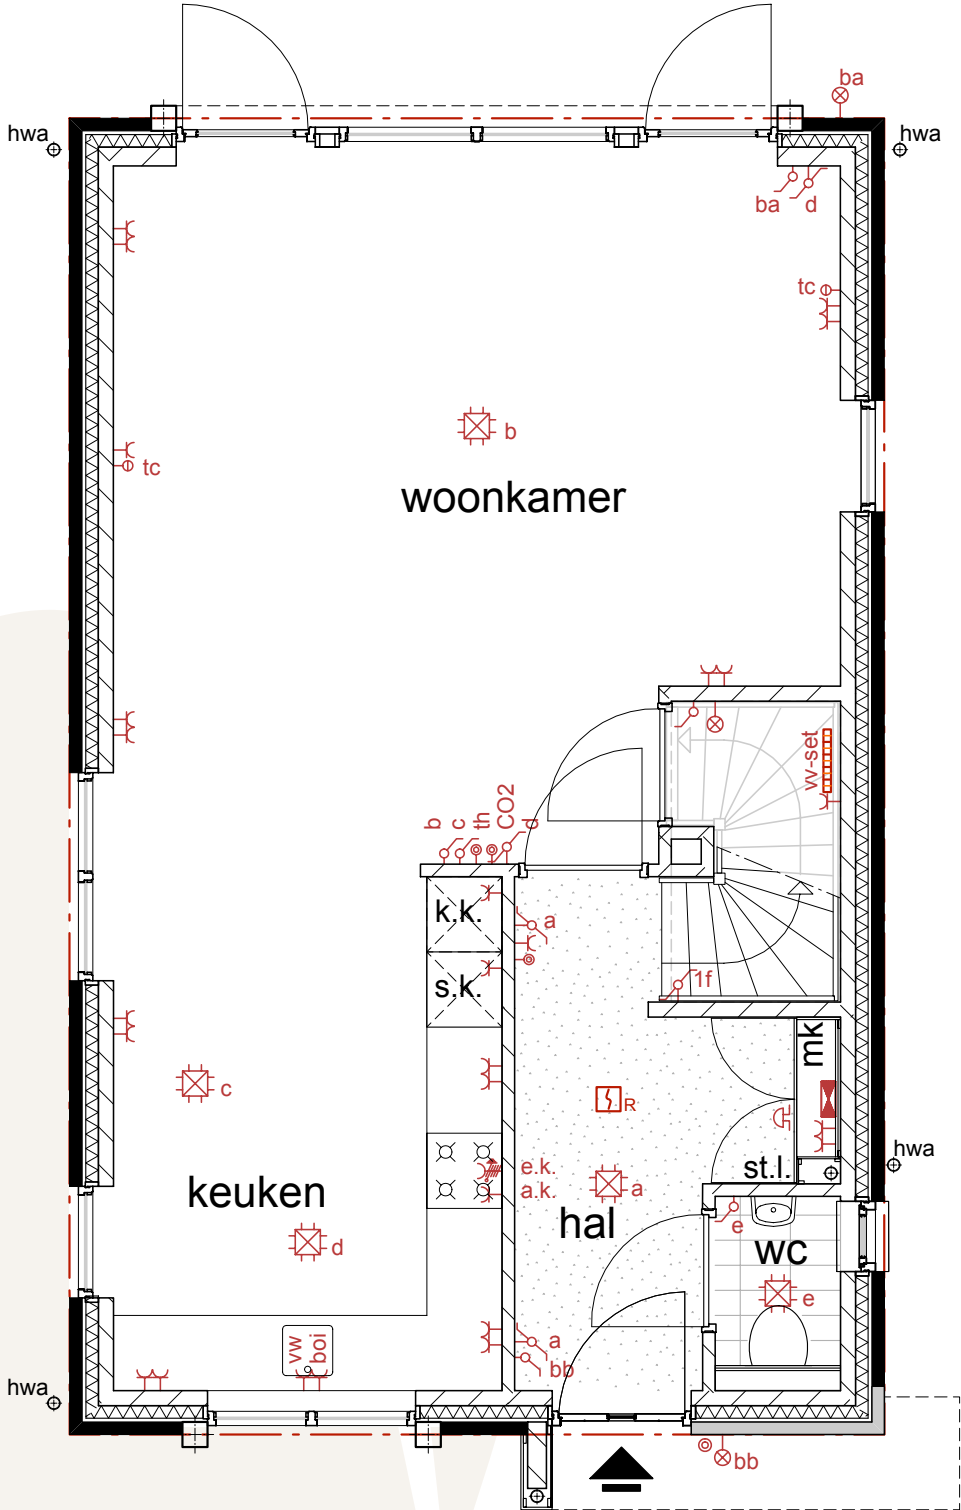 ba
hwa
hwa
ba d
tc
b
tc
woonkamer
vv-set
b c th CO2 d
k.k.
a
s.k.
1f
mk
c
R
hwa
e.k.
a.k.
st.l.
keuken
a
e
hal
wc
d
e
vw
boi
a
bb
hwa
bb